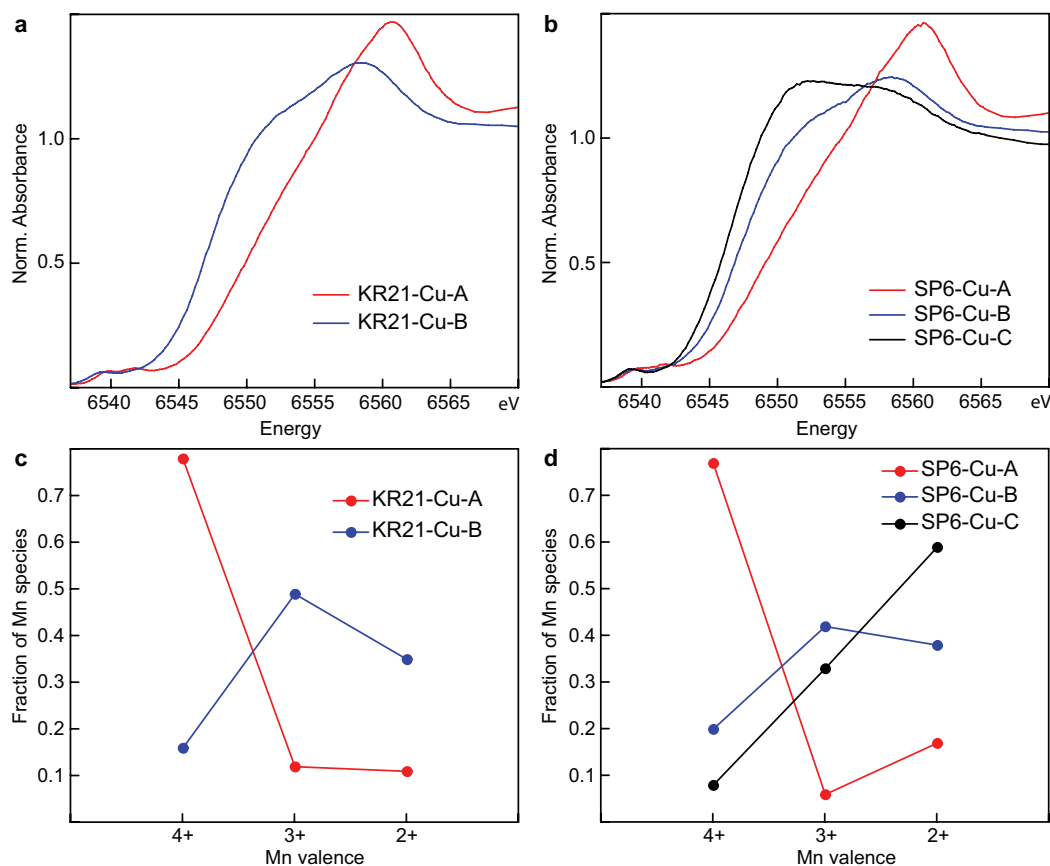 a
Norm. Absorbance
1.0
0.5
KR21-Cu-A
KR21-Cu-B
6540 6545 6550 6555 6560 6565 eV
Energy
b
Norm. Absorbance
1.0
0.5
SP6-Cu-A
SP6-Cu-B
SP6-Cu-C
6540 6545 6550 6555 6560 6565 eV
Energy
c
Fraction of Mn species
0.7
0.6
0.5
0.4
0.3
0.2
0.1
KR21-Cu-A
KR21-Cu-B
4+ 3+ 2+
Mn valence
d
Fraction of Mn species
0.7
0.6
0.5
0.4
0.3
0.2
0.1
SP6-Cu-A
SP6-Cu-B
SP6-Cu-C
4+ 3+ 2+
Mn valence